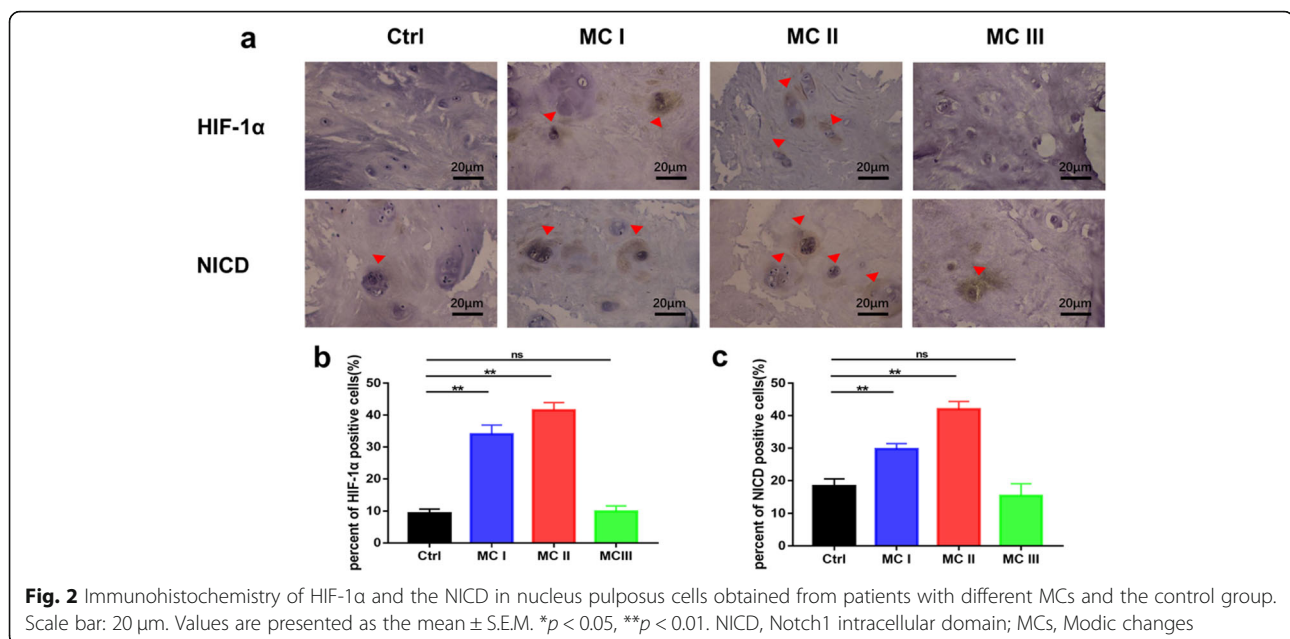 a
Ctrl MC I MC II MC III
HIF-1α
20μm 20μm 20μm 20μm
NICD
20μm 20μm 20μm 20μm
b
percent of HIF-1α positive cells(%)
50
40
30
20
10
0
ns
**
**
Ctrl MC I MC II MCIII
c
percent of NICD positive cells(%)
50
40
30
20
10
0
ns
**
**
Ctrl MC I MC II MC III
Fig. 2 Immunohistochemistry of HIF-1α and the NICD in nucleus pulposus cells obtained from patients with different MCs and the control group.
Scale bar: 20 μm. Values are presented as the mean ± S.E.M. *p < 0.05, **p < 0.01. NICD, Notch1 intracellular domain; MCs, Modic changes